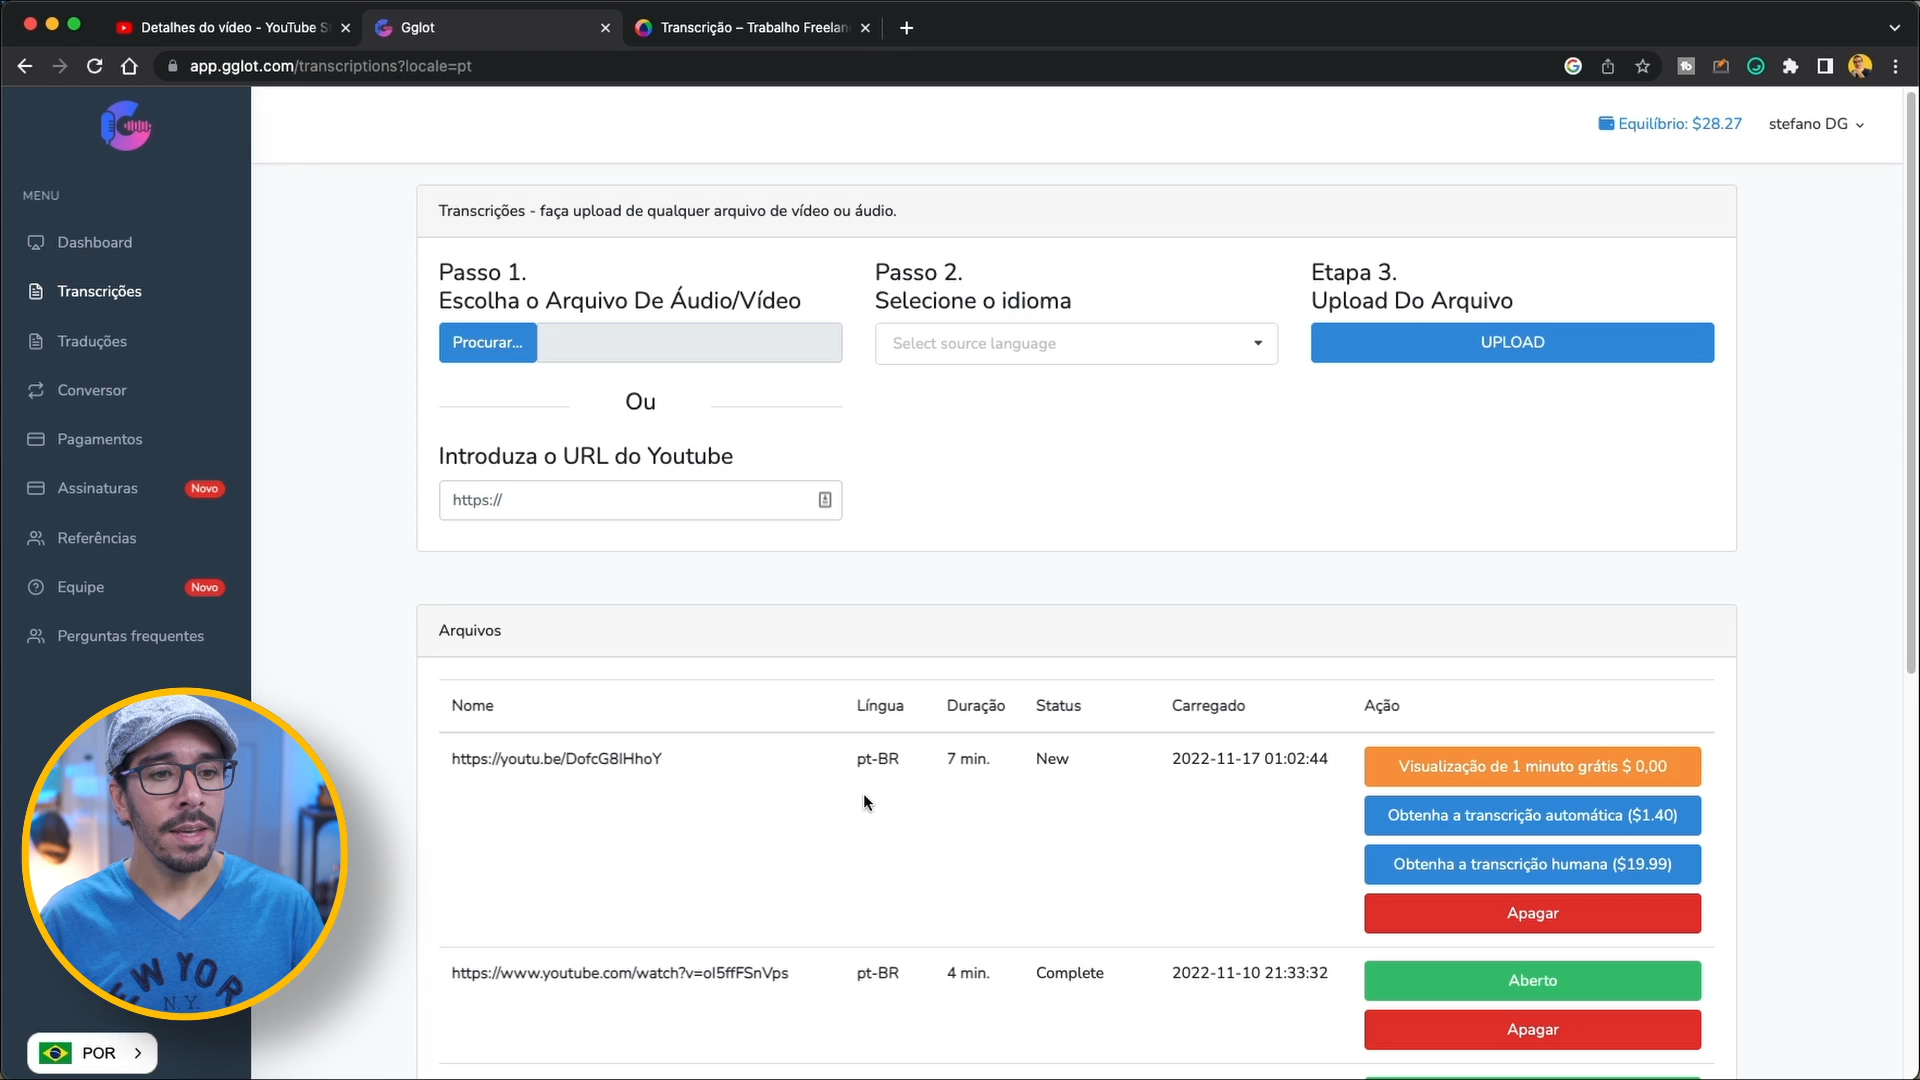 Detalhes do vídeo - YouTube S
Gglot
Transcrição – Trabalho Freelan
app.gglot.com/transcriptions?locale=pt
Equilíbrio: $28.27
stefano DG
MENU
Dashboard
Transcrições
Traduções
Conversor
Pagamentos
Assinaturas Novo
Referências
Equipe Novo
Perguntas frequentes
Transcrições - faça upload de qualquer arquivo de vídeo ou áudio.
Passo 1.
Escolha o Arquivo De Áudio/Vídeo
Procurar...
Ou
Introduza o URL do Youtube
https://
Passo 2.
Selecione o idioma
Select source language
Etapa 3.
Upload Do Arquivo
UPLOAD
Arquivos
Nome Língua Duração Status Carregado Ação
https://youtu.be/DofcG8IHhoY pt-BR 7 min. New 2022-11-17 01:02:44
Visualização de 1 minuto grátis $ 0,00
Obtenha a transcrição automática ($1.40)
Obtenha a transcrição humana ($19.99)
Apagar
https://www.youtube.com/watch?v=oI5ffFSnVps pt-BR 4 min. Complete 2022-11-10 21:33:32
Aberto
Apagar
NEW YORK
N.Y.
POR